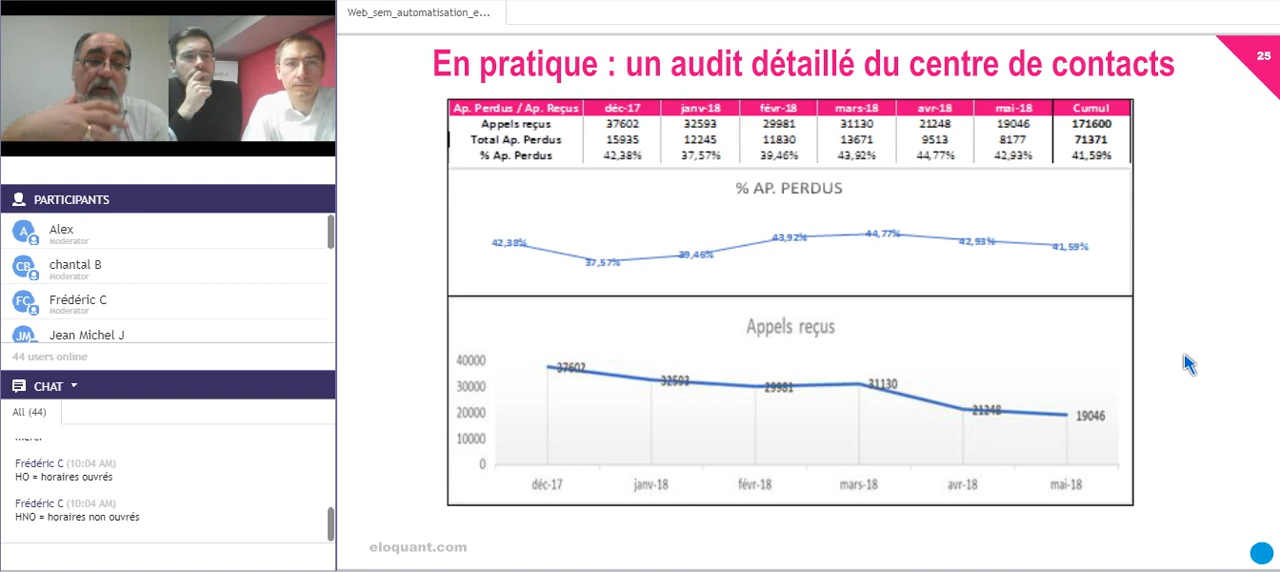 Web_sem_automatisation_e...
En pratique : un audit détaillé du centre de contacts
25
Ap. Perdus / Ap. Reçus déc-17 janv-18 févr-18 mars-18 avr-18 mai-18 Cumul
Appels reçus 37602 32593 29981 31130 21248 19046 171600
Total Ap. Perdus 15935 12245 11830 13671 9513 8177 71371
% Ap. Perdus 42,38% 37,57% 39,46% 43,92% 44,77% 42,93% 41,59%
% AP. PERDUS
42,38% 37,57% 39,46% 43,92% 44,77% 42,93% 41,59%
Appels reçus
40000
30000
20000
10000
0
37602 32593 29981 31130 21248 19046
déc-17 janv-18 févr-18 mars-18 avr-18 mai-18
eloquant.com
PARTICIPANTS
A Alex
Moderator
CB chantal B
Moderator
FC Frédéric C
Moderator
JM Jean Michel J
44 users online
CHAT
All (44)
Frédéric C (10:04 AM)
HO = horaires ouvrés
Frédéric C (10:04 AM)
HNO = horaires non ouvrés